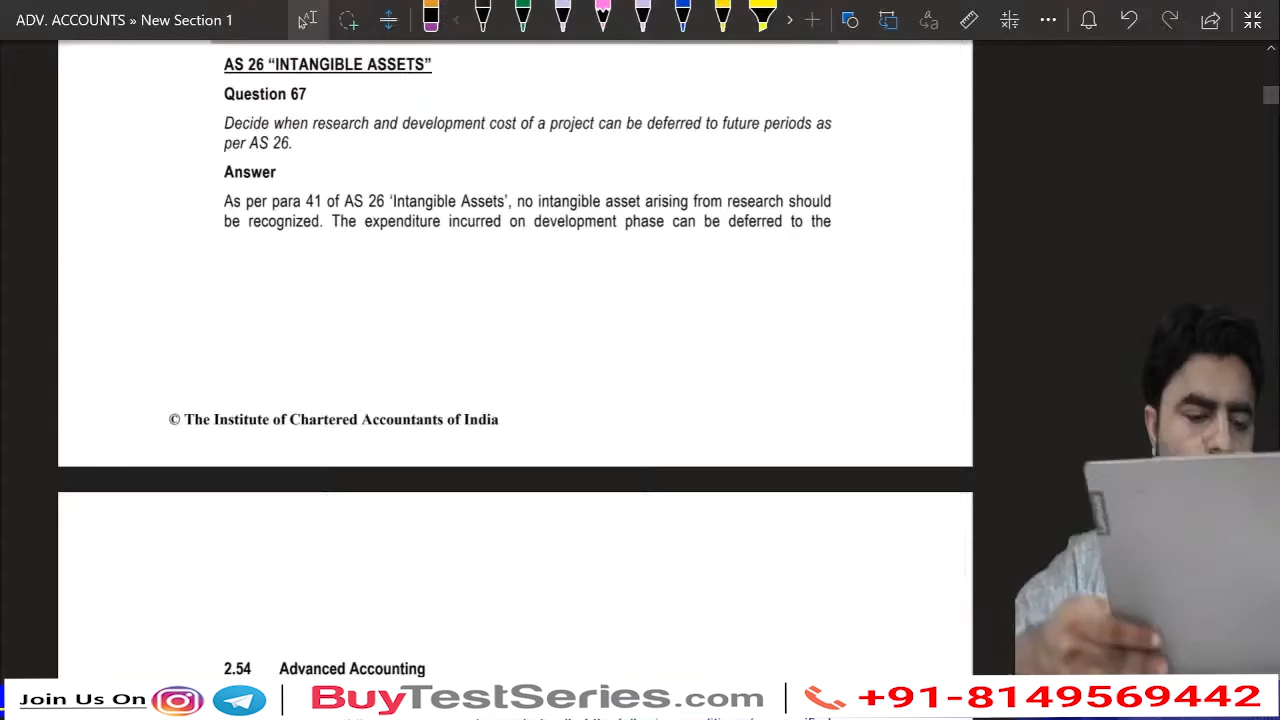 ADV. ACCOUNTS » New Section 1
AS 26 “INTANGIBLE ASSETS”
Question 67
Decide when research and development cost of a project can be deferred to future periods as
per AS 26.
Answer
As per para 41 of AS 26 ‘Intangible Assets’, no intangible asset arising from research should
be recognized. The expenditure incurred on development phase can be deferred to the
© The Institute of Chartered Accountants of India
2.54 Advanced Accounting
Join Us On
BuyTestSeries.com
+91-8149569442